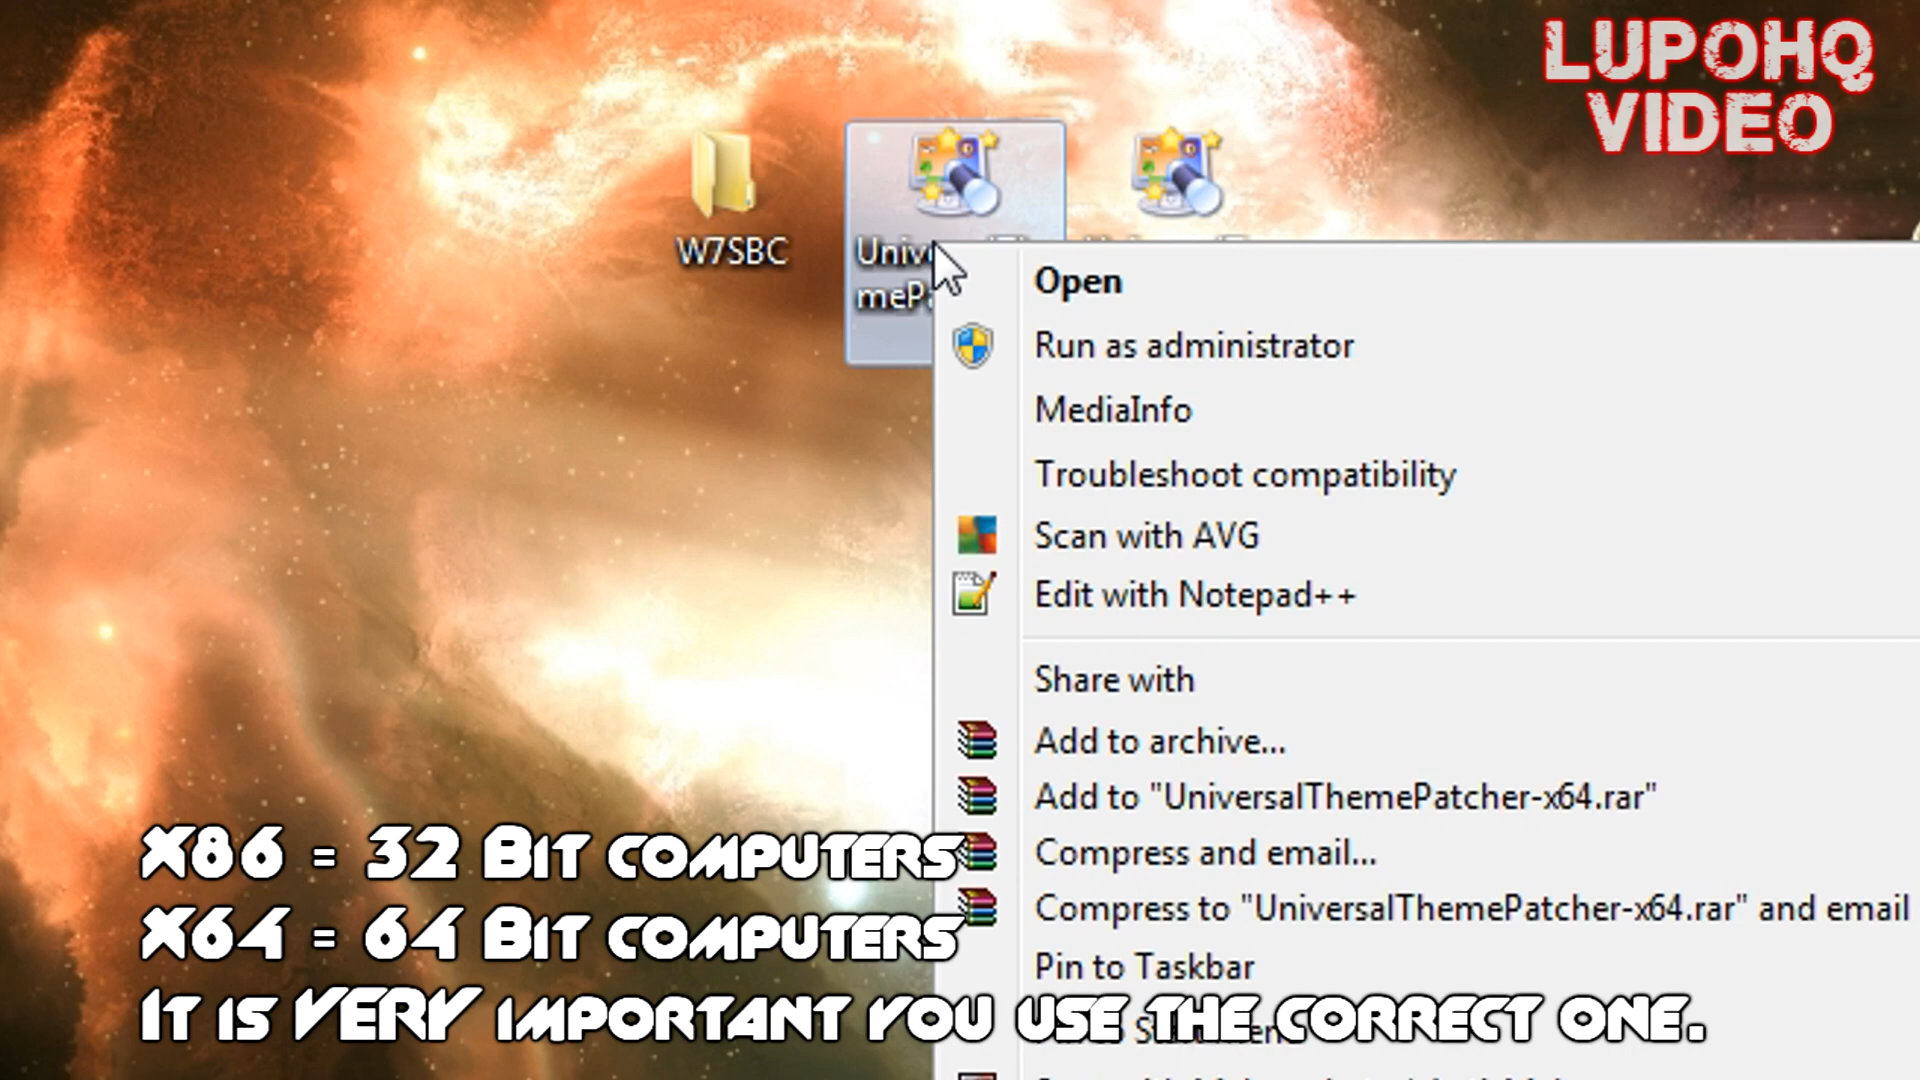 LUPOHQ
VIDEO
W7SBC
Open
Run as administrator
MediaInfo
Troubleshoot compatibility
Scan with AVG
Edit with Notepad++
Share with
Add to archive...
Add to "UniversalThemePatcher-x64.rar"
Compress and email...
Compress to "UniversalThemePatcher-x64.rar" and email
Pin to Taskbar
X86 = 32 Bit computers
X64 = 64 Bit computers
It is VERY important you use the correct one.